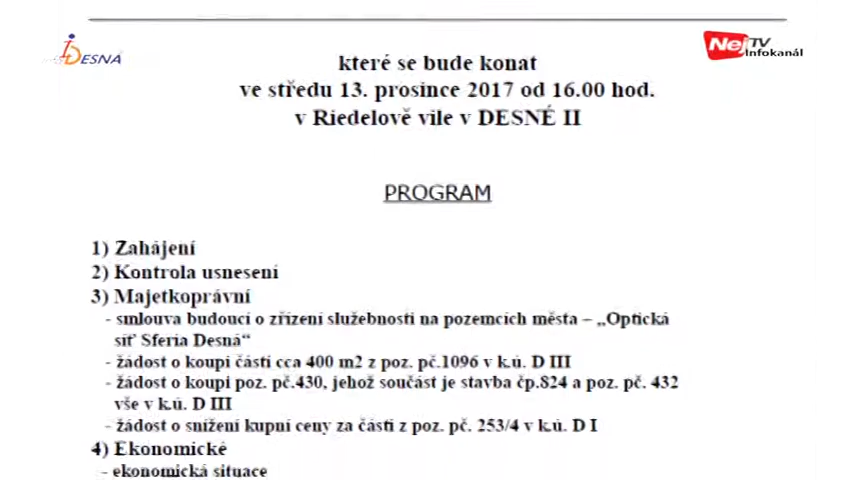 DESNÁ
NejTV
Infokanál
které se bude konat
ve středu 13. prosince 2017 od 16.00 hod.
v Riedelově vile v DESNÉ II
PROGRAM
1) Zahájení
2) Kontrola usnesení
3) Majetkoprávní
- smlouva budoucí o zřízení služebnosti na pozemcích města – „Optická
síť Sferia Desná“
- žádost o koupi části cca 400 m2 z poz. pč.1096 v k.ú. D III
- žádost o koupi poz. pč.430, jehož součást je stavba čp.824 a poz. pč. 432
vše v k.ú. D III
- žádost o snížení kupní ceny za části z poz. pč. 253/4 v k.ú. D I
4) Ekonomické
- ekonomická situace